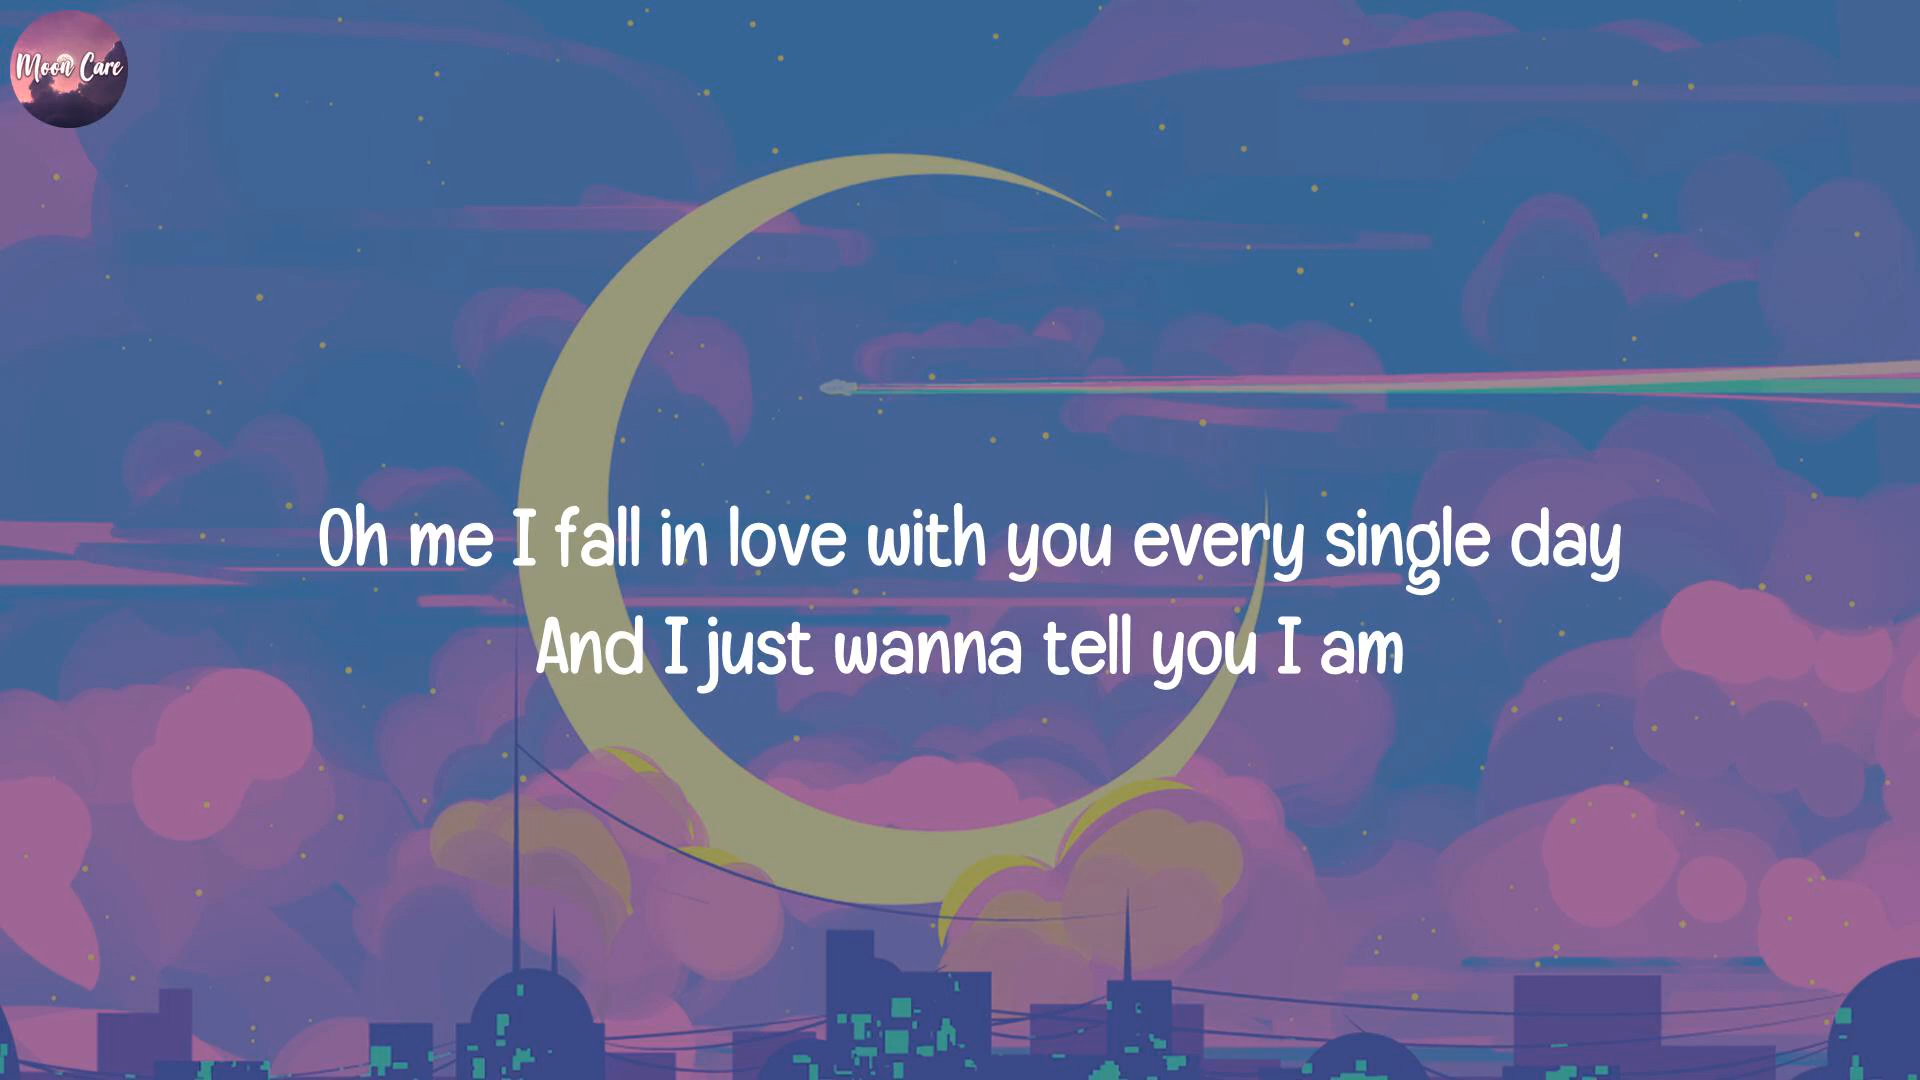 Moon Care
Oh me I fall in love with you every single day
And I just wanna tell you I am